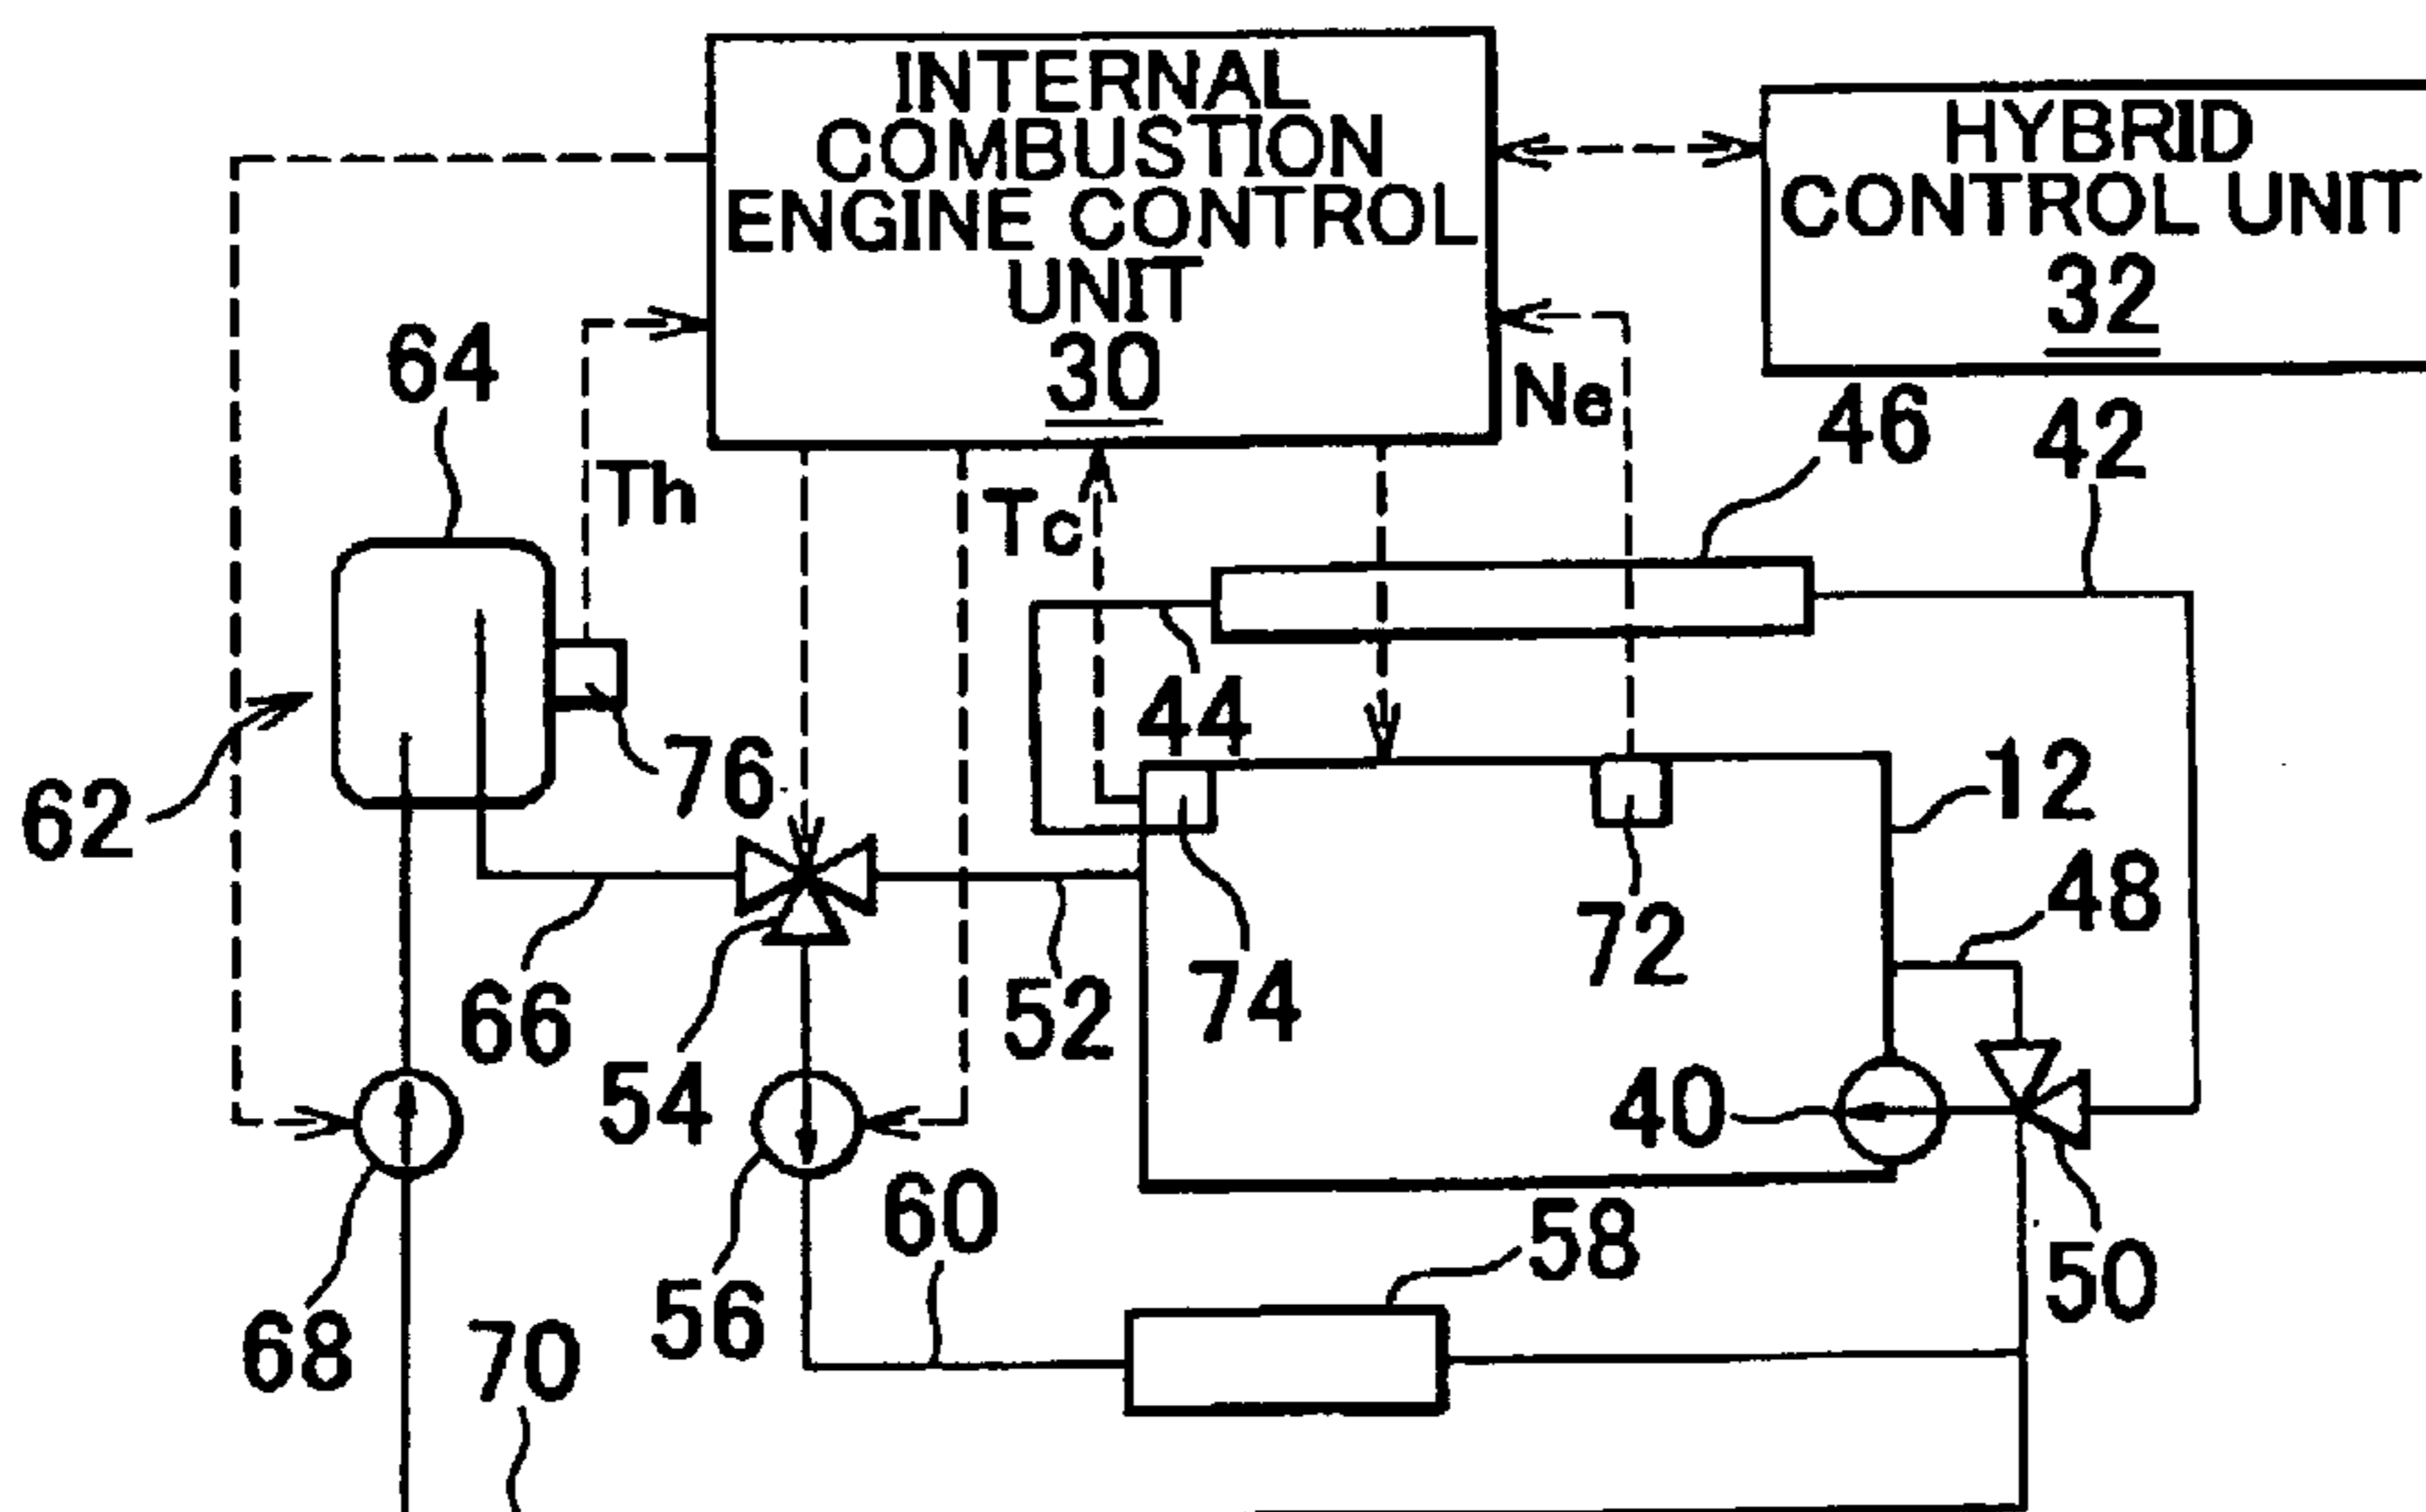 INTERNAL
COMBUSTION
ENGINE CONTROL
UNIT
30
HYBRID
CONTROL UNIT
32
Ne
64
46
42
Th
Tc
44
76
12
62
48
72
74
66
52
54
40
60
58
50
56
68
70